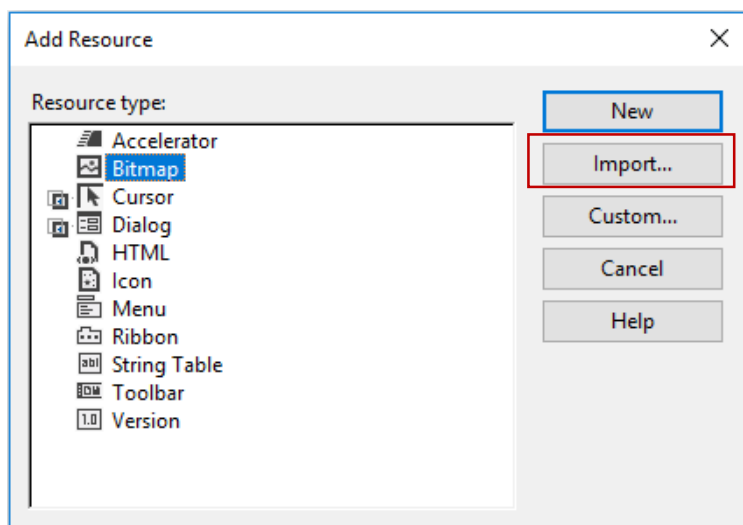 Add Resource
Resource type:
Accelerator
Bitmap
Cursor
Dialog
HTML
Icon
Menu
Ribbon
String Table
Toolbar
Version
New
Import...
Custom...
Cancel
Help